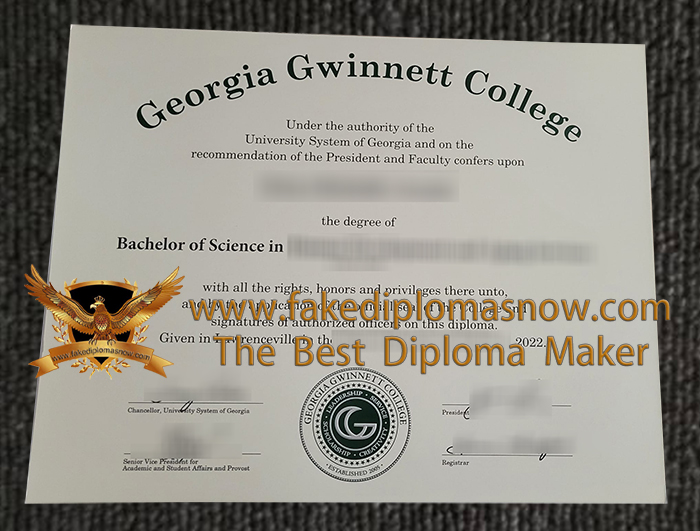 Georgia Gwinnett College
Under the authority of the
University System of Georgia and on the
recommendation of the President and Faculty confers upon
the degree of
Bachelor of Science in
with all the rights, honors and privileges there unto,
www.fakediplomasnow.com
signatures of authorized officers on this diploma.
www.fakediplomasnow.com
Given in
2022.
The Best Diploma Maker
Chancellor, University System of Georgia
President
Senior Vice President for
Academic and Student Affairs and Provost
Registrar
GEORGIA GWINNETT COLLEGE
LEADERSHIP · SERVICE
SCHOLARSHIP · CREATIVITY
· ESTABLISHED 2005 ·